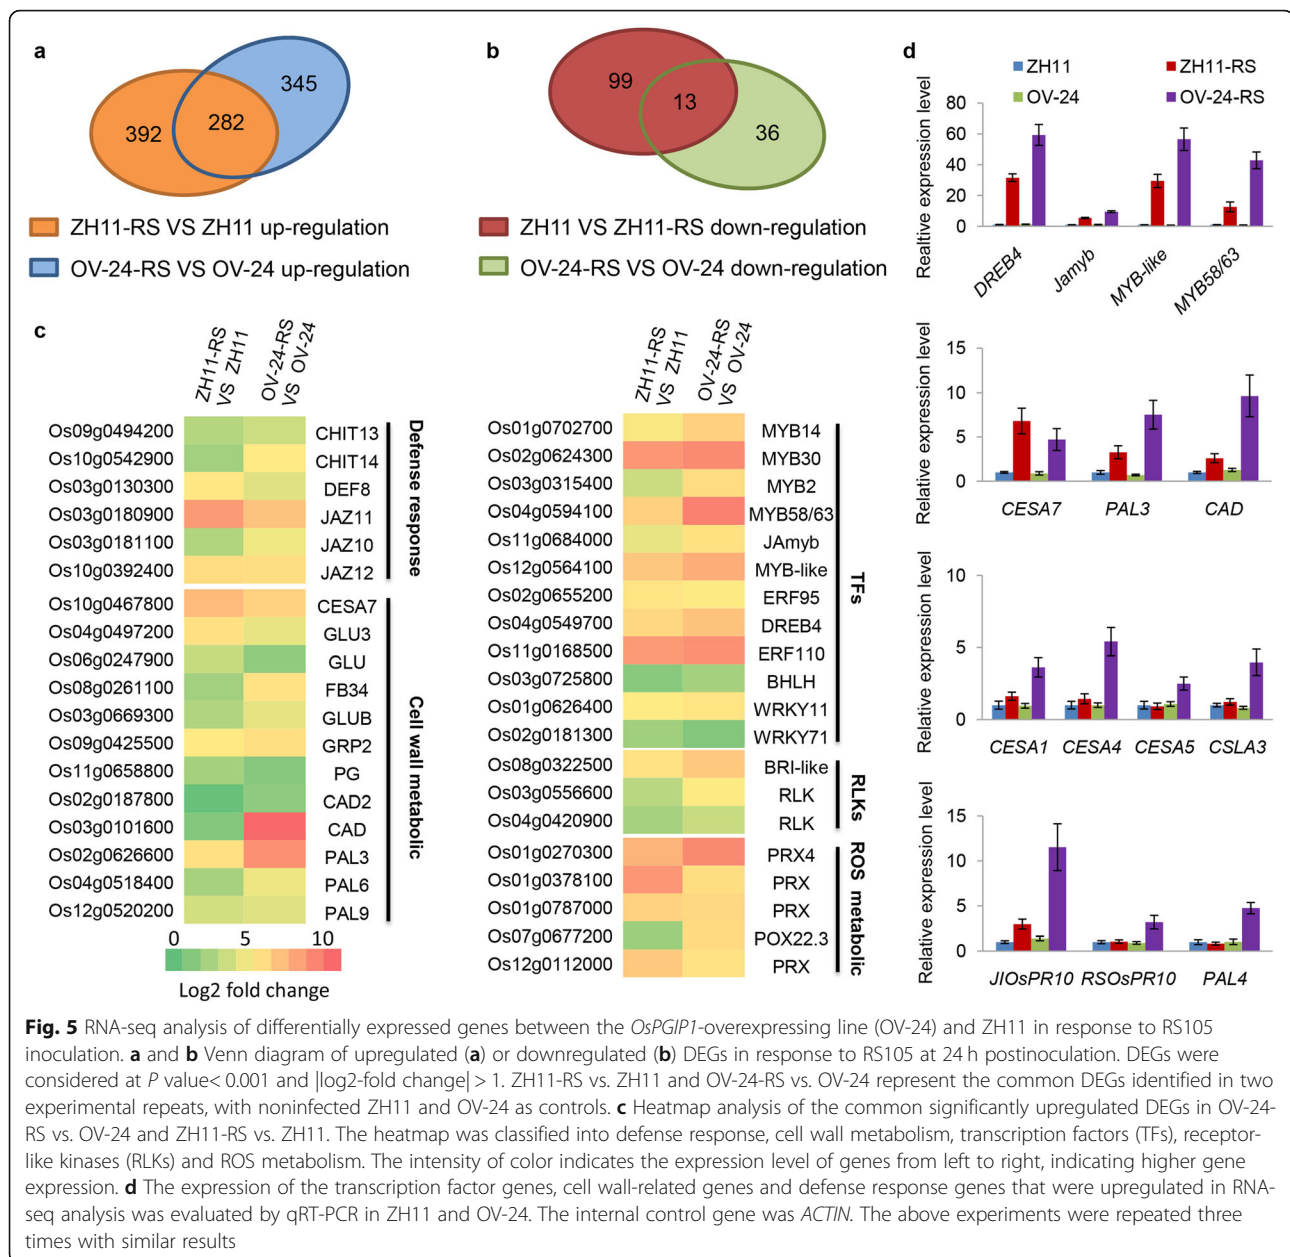 a
345
392
282
ZH11-RS VS ZH11 up-regulation
OV-24-RS VS OV-24 up-regulation
b
99
13
36
ZH11 VS ZH11-RS down-regulation
OV-24-RS VS OV-24 down-regulation
c
ZH11-RS
VS ZH11
OV-24-RS
VS OV-24
Os09g0494200 CHIT13
Os10g0542900 CHIT14
Os03g0130300 DEF8
Os03g0180900 JAZ11
Os03g0181100 JAZ10
Os10g0392400 JAZ12
Defense response
Os10g0467800 CESA7
Os04g0497200 GLU3
Os06g0247900 GLU
Os08g0261100 FB34
Os03g0669300 GLUB
Os09g0425500 GRP2
Os11g0658800 PG
Os02g0187800 CAD2
Os03g0101600 CAD
Os02g0626600 PAL3
Os04g0518400 PAL6
Os12g0520200 PAL9
Cell wall metabolic
0 5 10
Log2 fold change
ZH11-RS
VS ZH11
OV-24-RS
VS OV-24
Os01g0702700 MYB14
Os02g0624300 MYB30
Os03g0315400 MYB2
Os04g0594100 MYB58/63
Os11g0684000 JAmyb
Os12g0564100 MYB-like
Os02g0655200 ERF95
Os04g0549700 DREB4
Os11g0168500 ERF110
Os03g0725800 BHLH
Os01g0626400 WRKY11
Os02g0181300 WRKY71
TFs
Os08g0322500 BRI-like
Os03g0556600 RLK
Os04g0420900 RLK
RLKs
Os01g0270300 PRX4
Os01g0378100 PRX
Os01g0787000 PRX
Os07g0677200 POX22.3
Os12g0112000 PRX
ROS metabolic
d
ZH11 ZH11-RS
OV-24 OV-24-RS
Realtive expression level
80
60
40
20
0
DREB4 Jamyb MYB-like MYB58/63
Relative expression level
15
10
5
0
CESA7 PAL3 CAD
Relative expression level
10
5
0
CESA1 CESA4 CESA5 CSLA3
Relative expression level
15
10
5
0
JIOsPR10 RSOsPR10 PAL4
Fig. 5 RNA-seq analysis of differentially expressed genes between the OsPGIP1-overexpressing line (OV-24) and ZH11 in response to RS105
inoculation. a and b Venn diagram of upregulated (a) or downregulated (b) DEGs in response to RS105 at 24 h postinoculation. DEGs were
considered at P value< 0.001 and |log2-fold change| > 1. ZH11-RS vs. ZH11 and OV-24-RS vs. OV-24 represent the common DEGs identified in two
experimental repeats, with noninfected ZH11 and OV-24 as controls. c Heatmap analysis of the common significantly upregulated DEGs in OV-24-
RS vs. OV-24 and ZH11-RS vs. ZH11. The heatmap was classified into defense response, cell wall metabolism, transcription factors (TFs), receptor-
like kinases (RLKs) and ROS metabolism. The intensity of color indicates the expression level of genes from left to right, indicating higher gene
expression. d The expression of the transcription factor genes, cell wall-related genes and defense response genes that were upregulated in RNA-
seq analysis was evaluated by qRT-PCR in ZH11 and OV-24. The internal control gene was ACTIN. The above experiments were repeated three
times with similar results